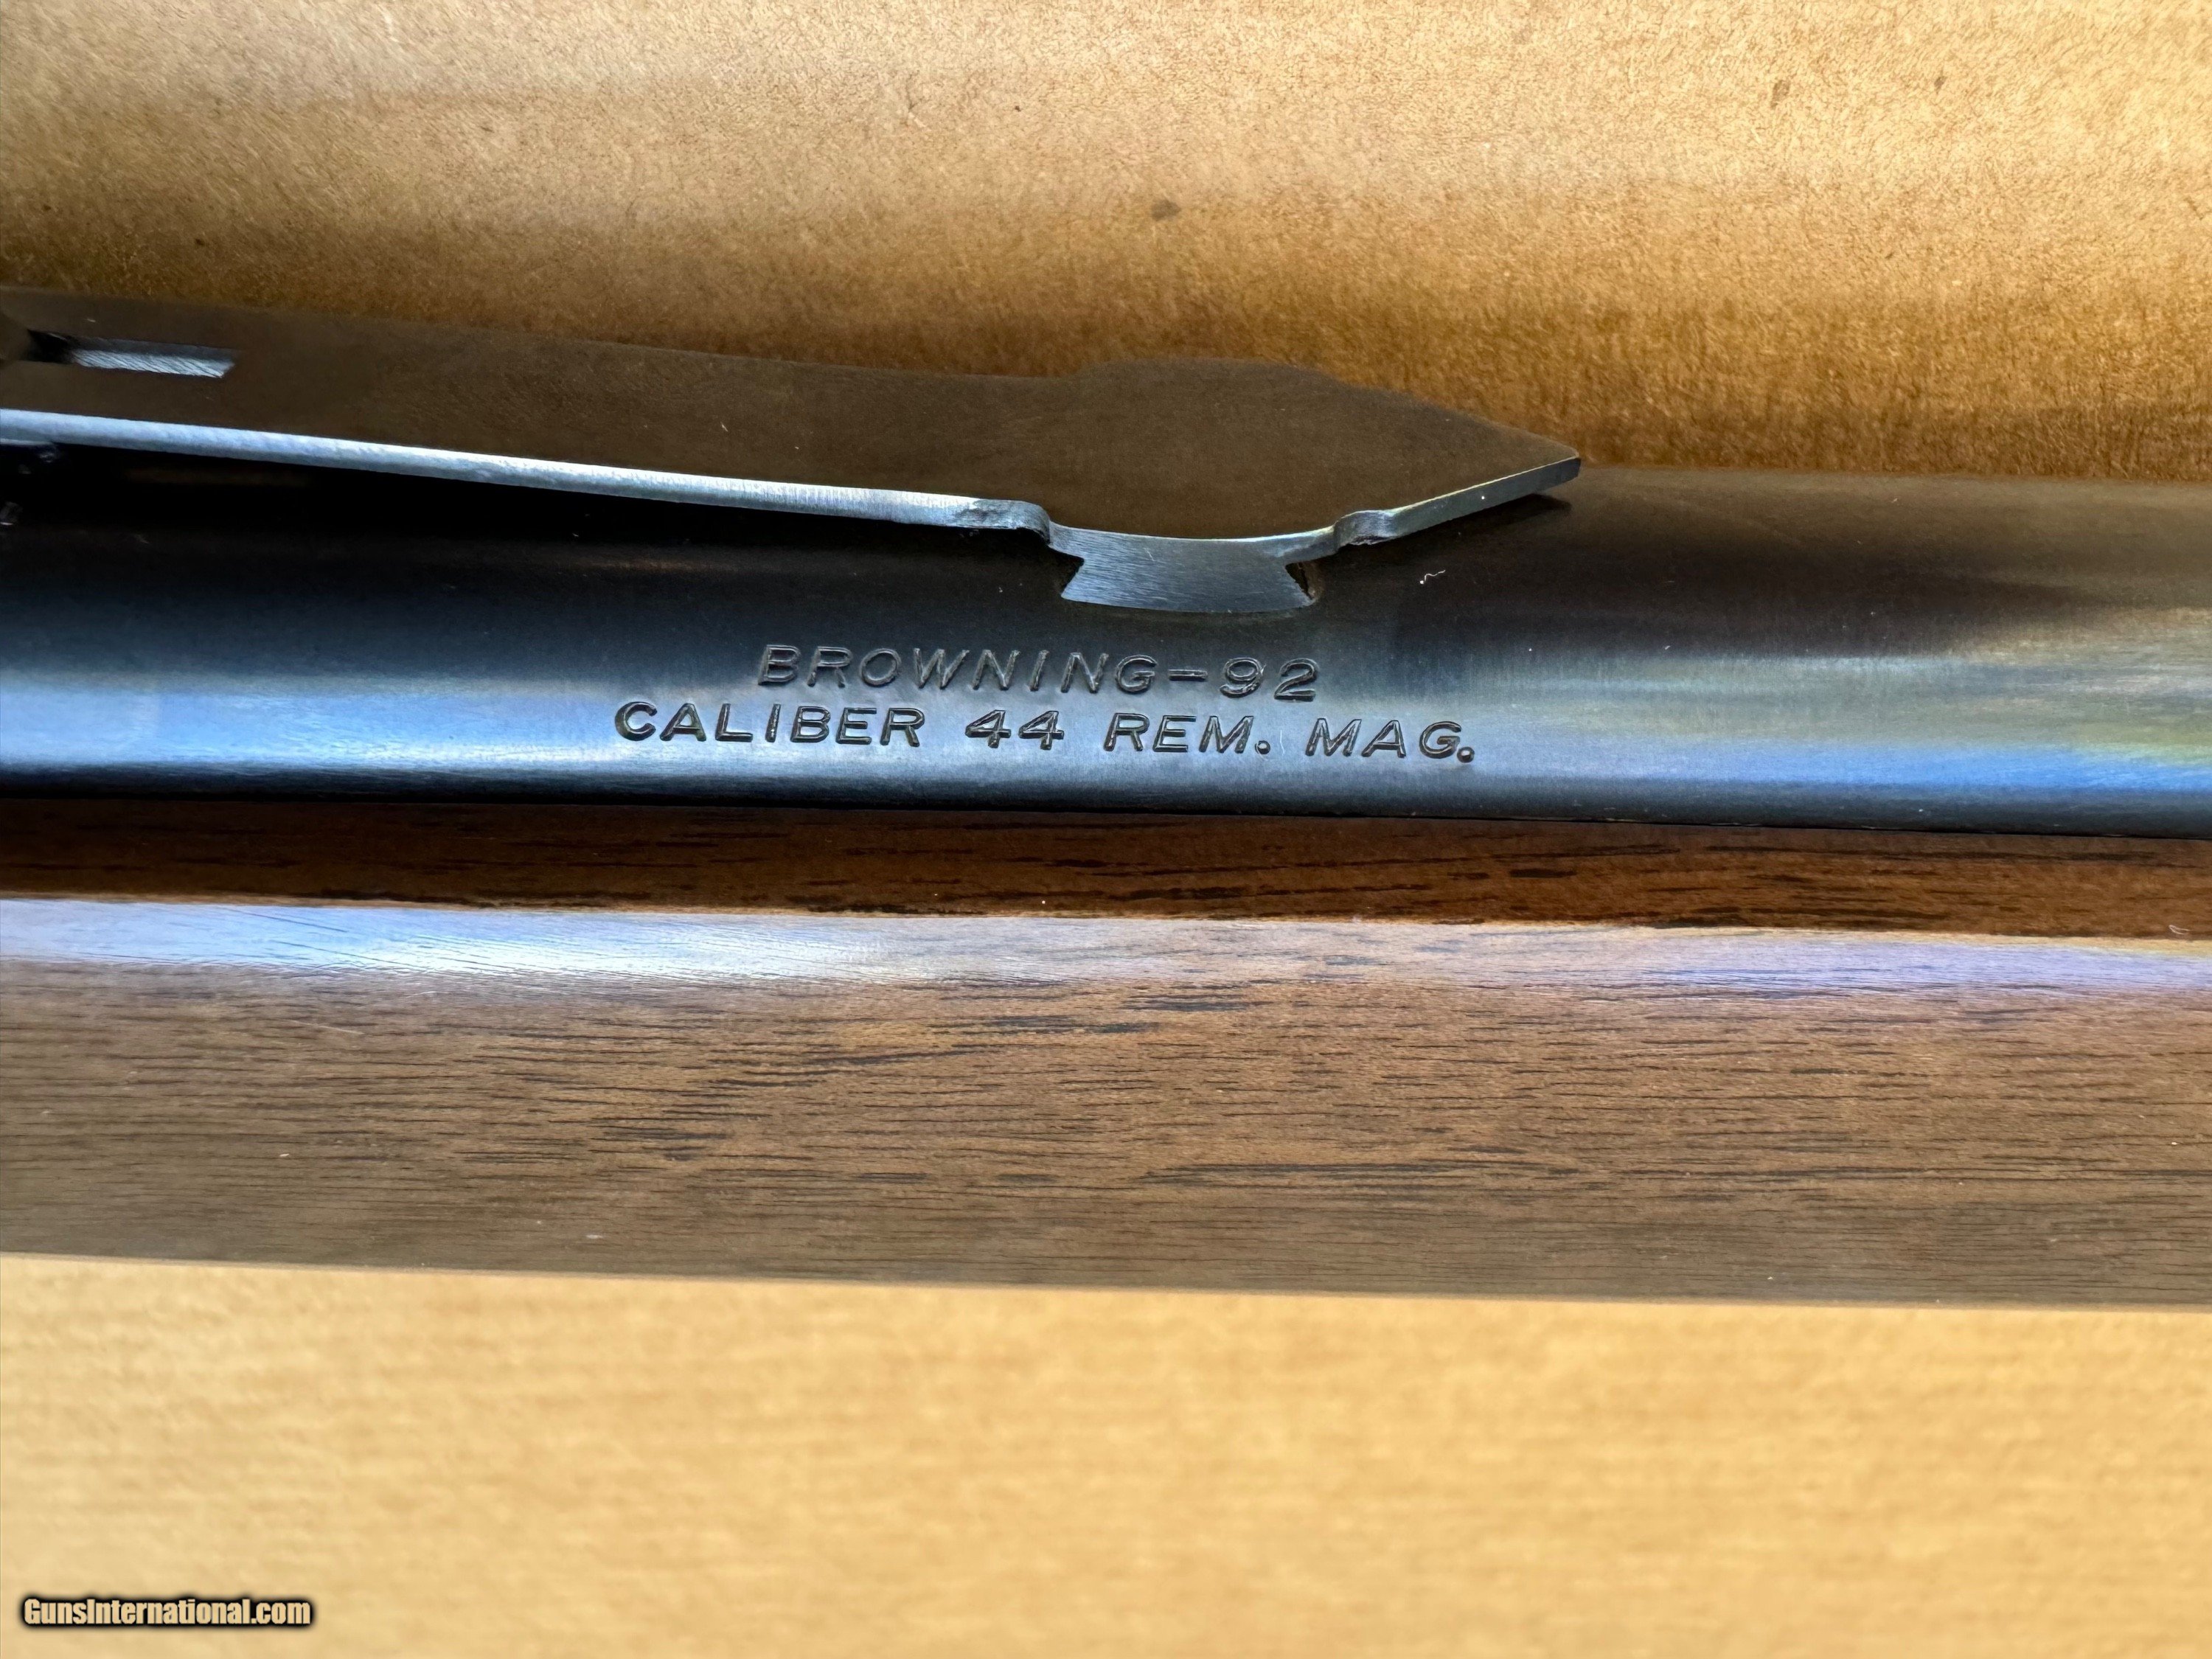 BROWNING-92
CALIBER 44 REM. MAG.
GunsInternational.com